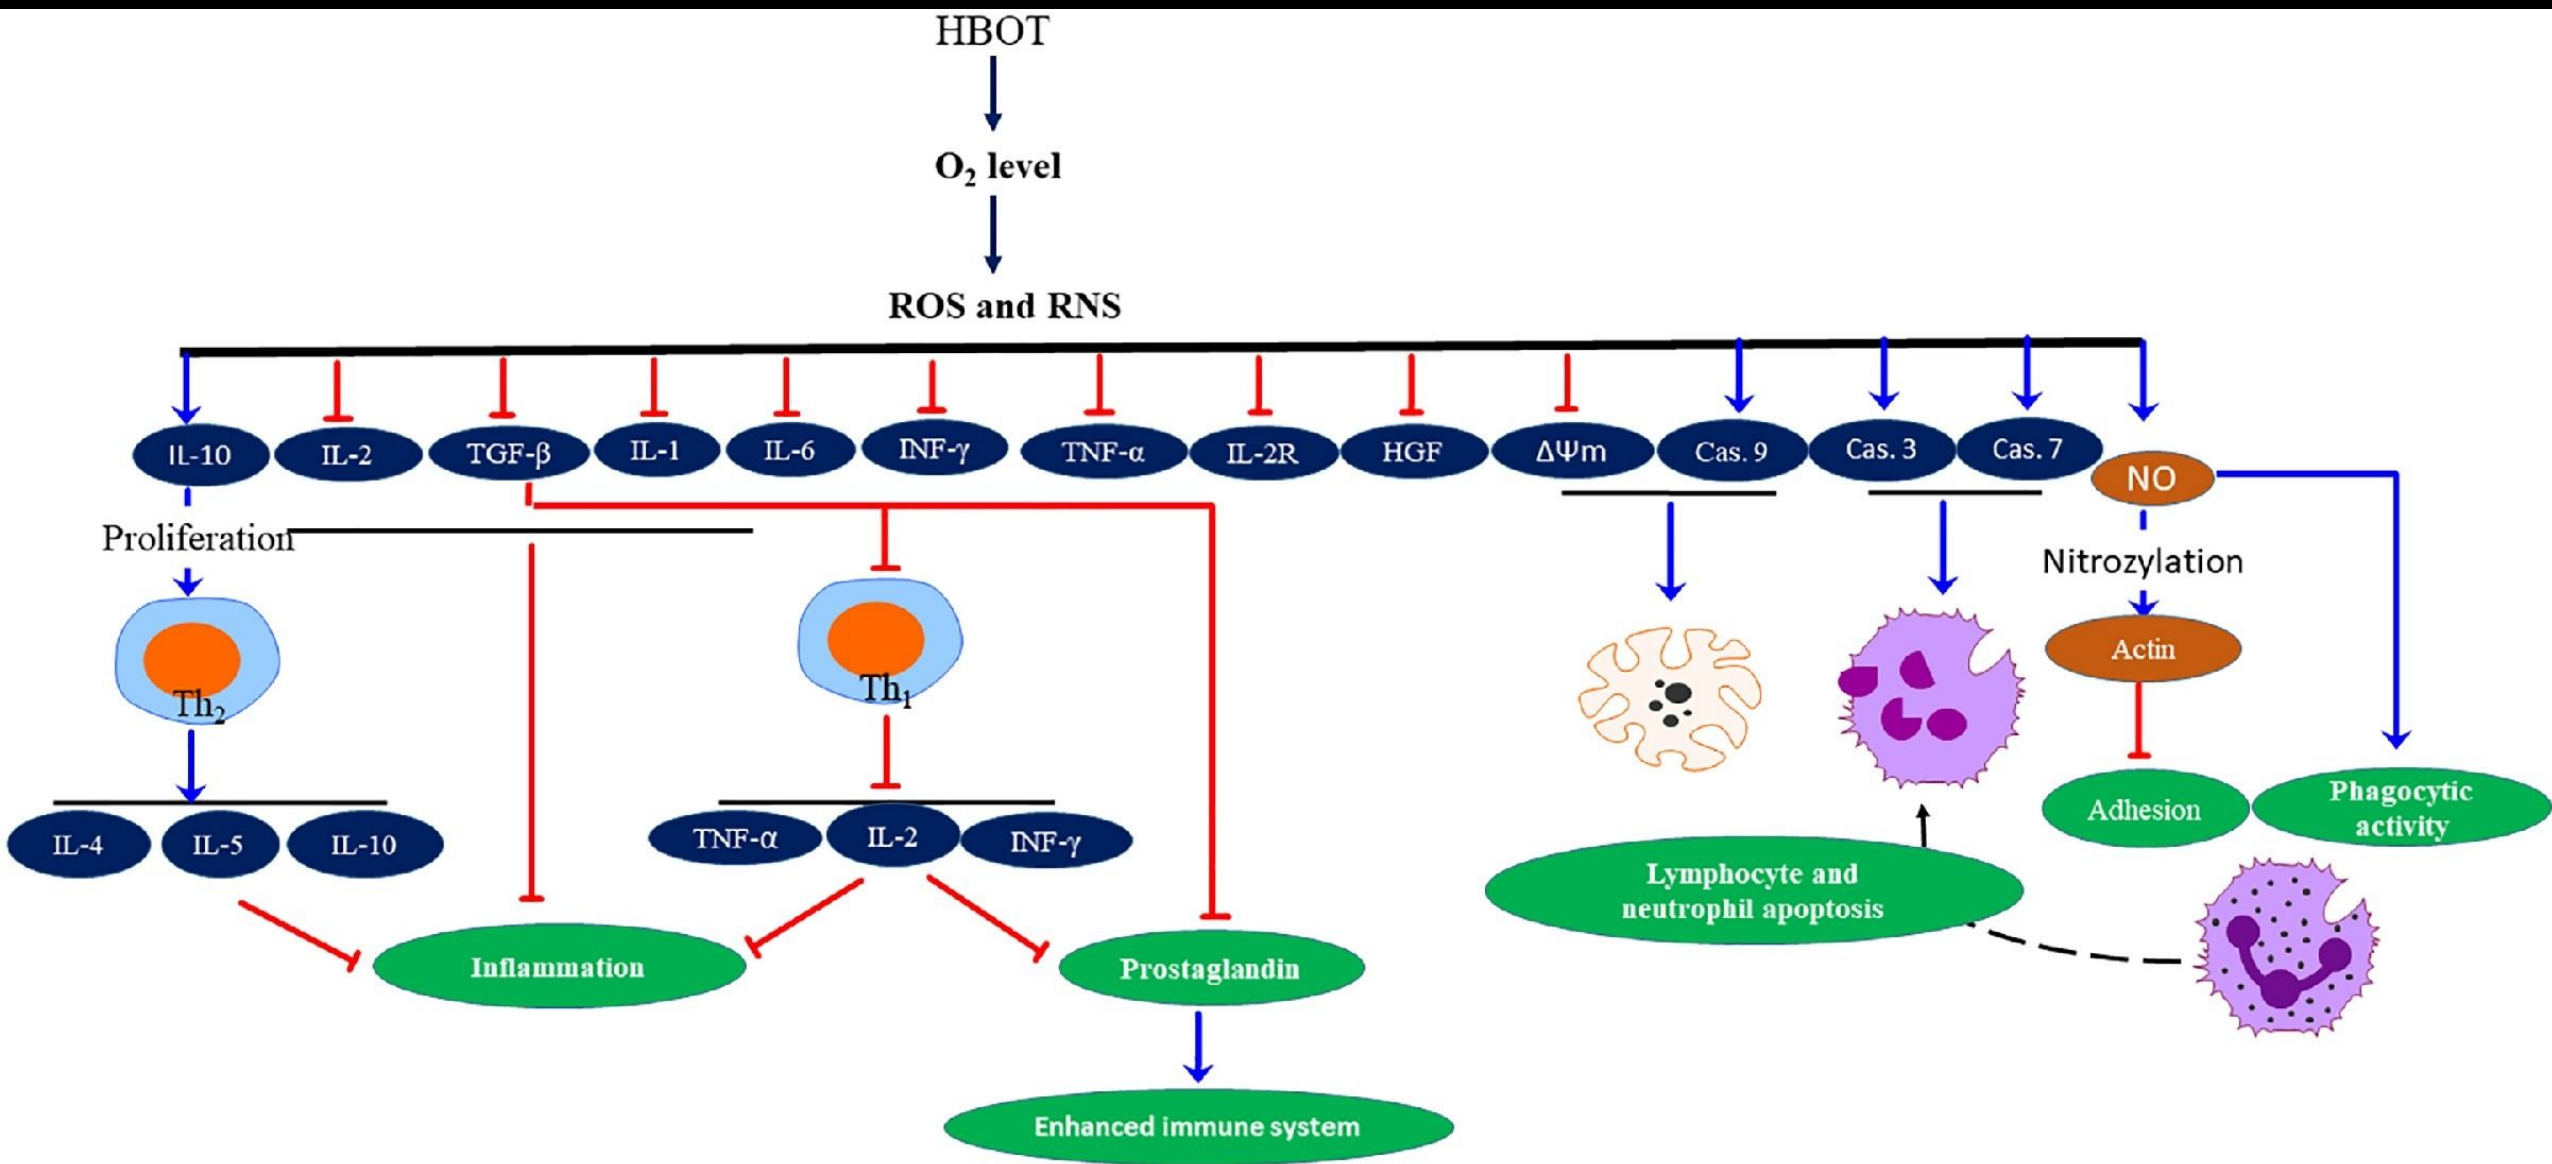 HBOT
O₂ level
ROS and RNS
IL-10 IL-2 TGF-β IL-1 IL-6 INF-γ TNF-α IL-2R HGF ΔΨm Cas. 9 Cas. 3 Cas. 7
NO
Proliferation
Nitrozylation
Actin
Th₂
Th₁
IL-4 IL-5 IL-10
TNF-α IL-2 INF-γ
Adhesion
Phagocytic
activity
Lymphocyte and
neutrophil apoptosis
Inflammation
Prostaglandin
Enhanced immune system